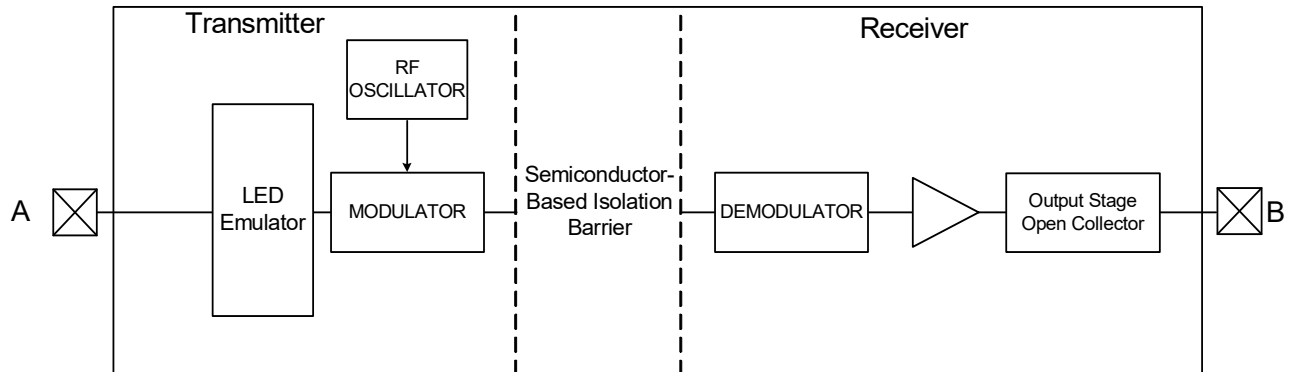 Transmitter
Receiver
RF
OSCILLATOR
A
LED
Emulator
MODULATOR
Semiconductor-
Based Isolation
Barrier
DEMODULATOR
Output Stage
Open Collector
B